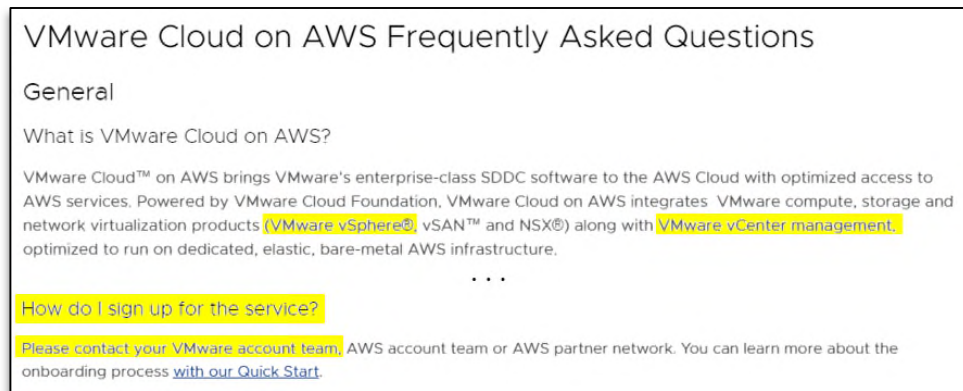 VMware Cloud on AWS Frequently Asked Questions
General
What is VMware Cloud on AWS?
VMware Cloud™ on AWS brings VMware's enterprise-class SDDC software to the AWS Cloud with optimized access to
AWS services. Powered by VMware Cloud Foundation, VMware Cloud on AWS integrates VMware compute, storage and
network virtualization products (VMware vSphere®, vSAN™ and NSX®) along with VMware vCenter management,
optimized to run on dedicated, elastic, bare-metal AWS infrastructure.
. . .
How do I sign up for the service?
Please contact your VMware account team, AWS account team or AWS partner network. You can learn more about the
onboarding process with our Quick Start.